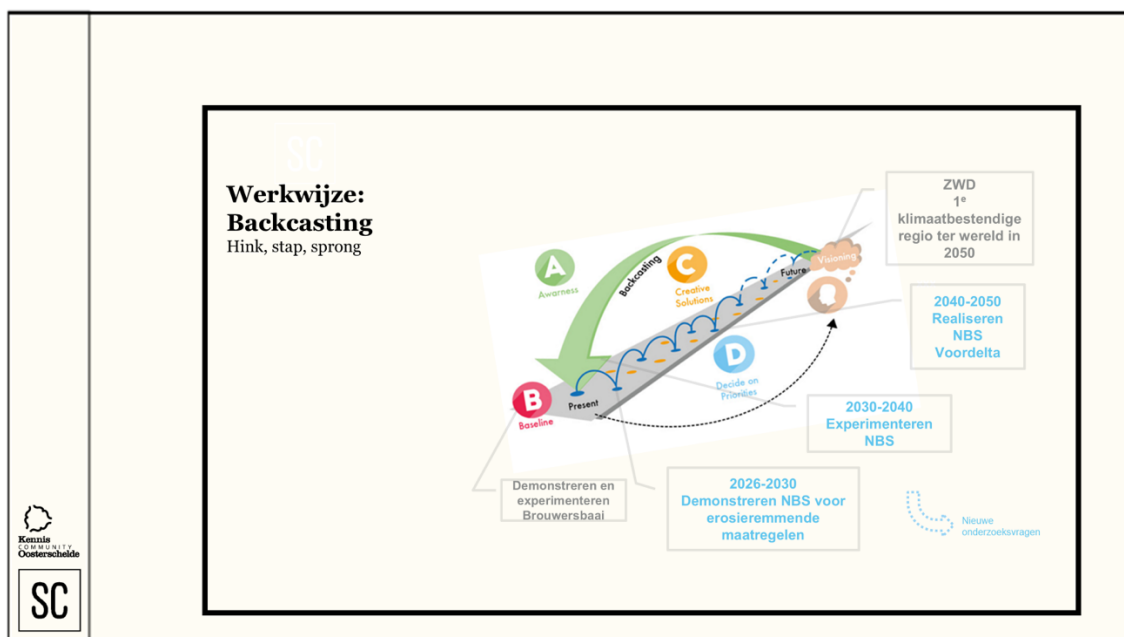 SC
Werkwijze:
Backcasting
Hink, stap, sprong
ZWD
1e
klimaatbestendige
regio ter wereld in
2050
A
Awarness
Backcasting
C
Creative
Solutions
Future
Visioning
2040-2050
Realiseren
NBS
Voordelta
D
Decide on
Priorities
B
Baseline
Present
2030-2040
Experimenteren
NBS
Demonstreren en
experimenteren
Brouwersbaai
2026-2030
Demonstreren NBS voor
erosieremmende
maatregelen
Nieuwe
onderzoeksvragen
Kennis
COMMUNITY
Oosterschelde
SC